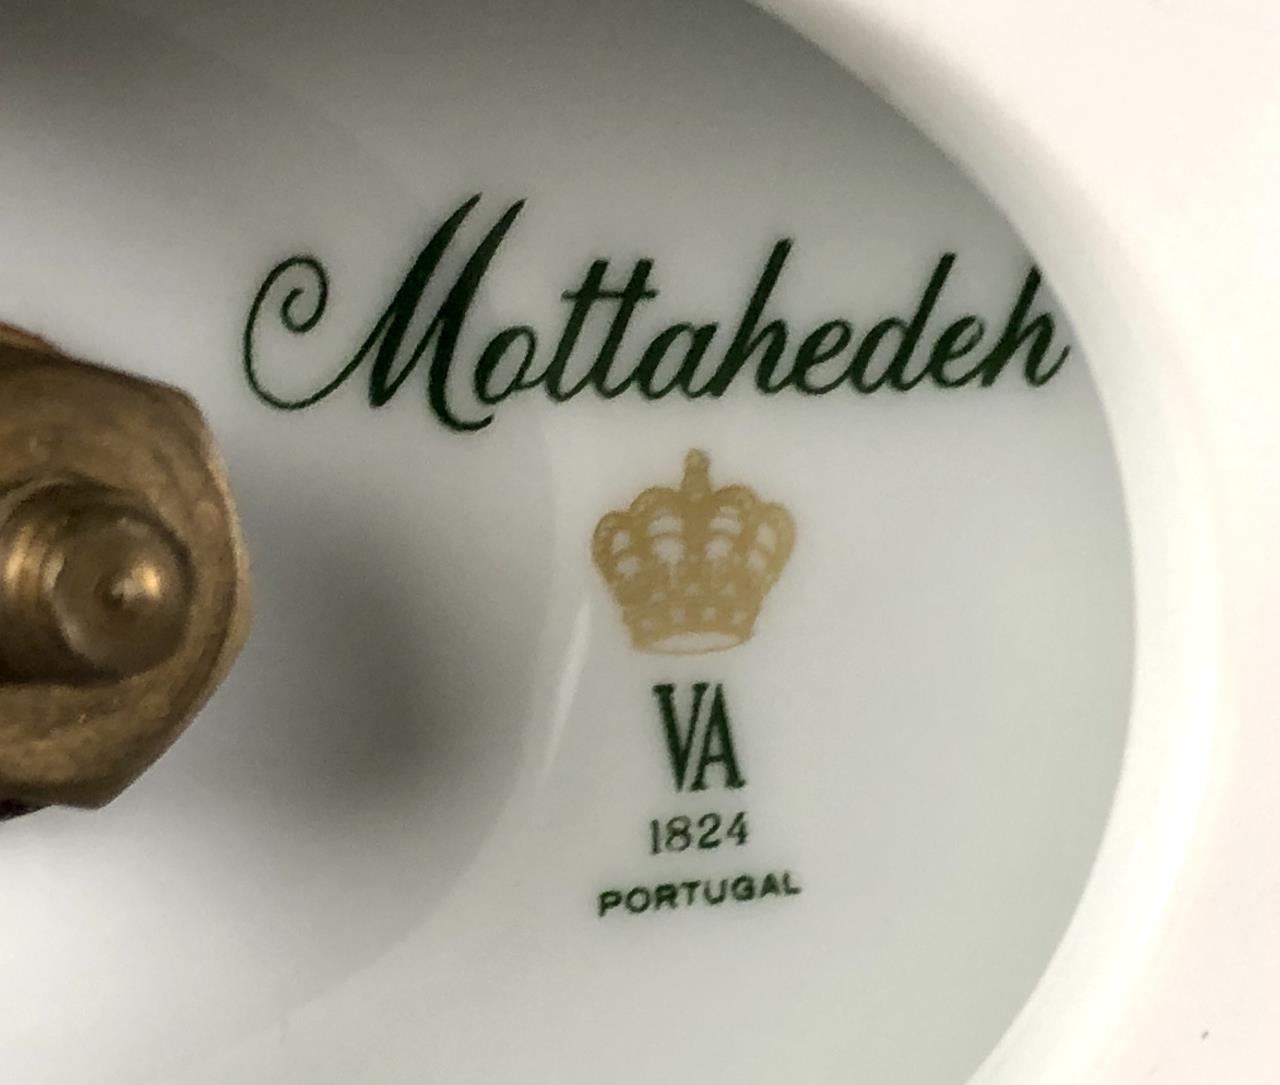 Mottahedeh
VA
1824
PORTUGAL